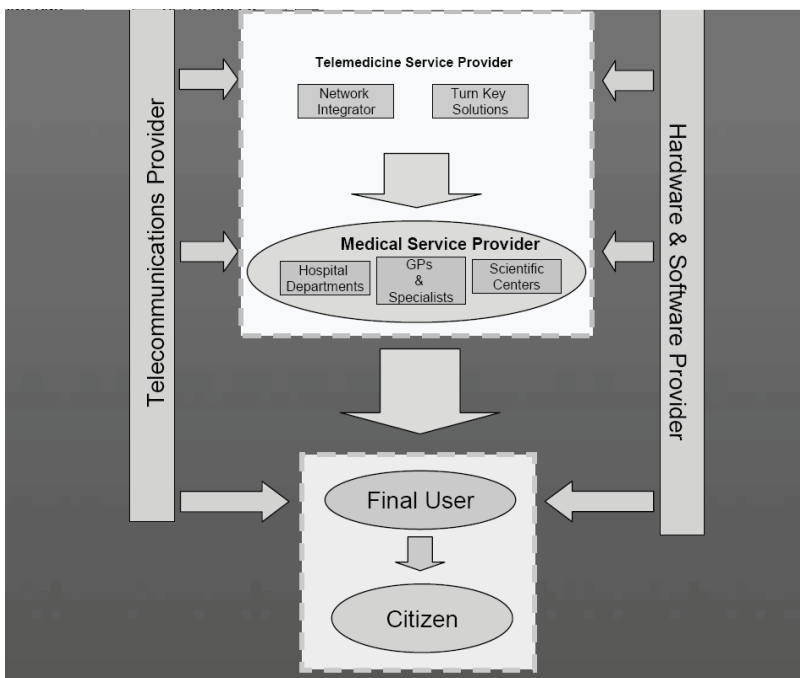 Telemedicine Service Provider
Network
Integrator
Turn Key
Solutions
Telecommunications Provider
Hardware & Software Provider
Medical Service Provider
Hospital
Departments
GPs
&
Specialists
Scientific
Centers
Final User
Citizen